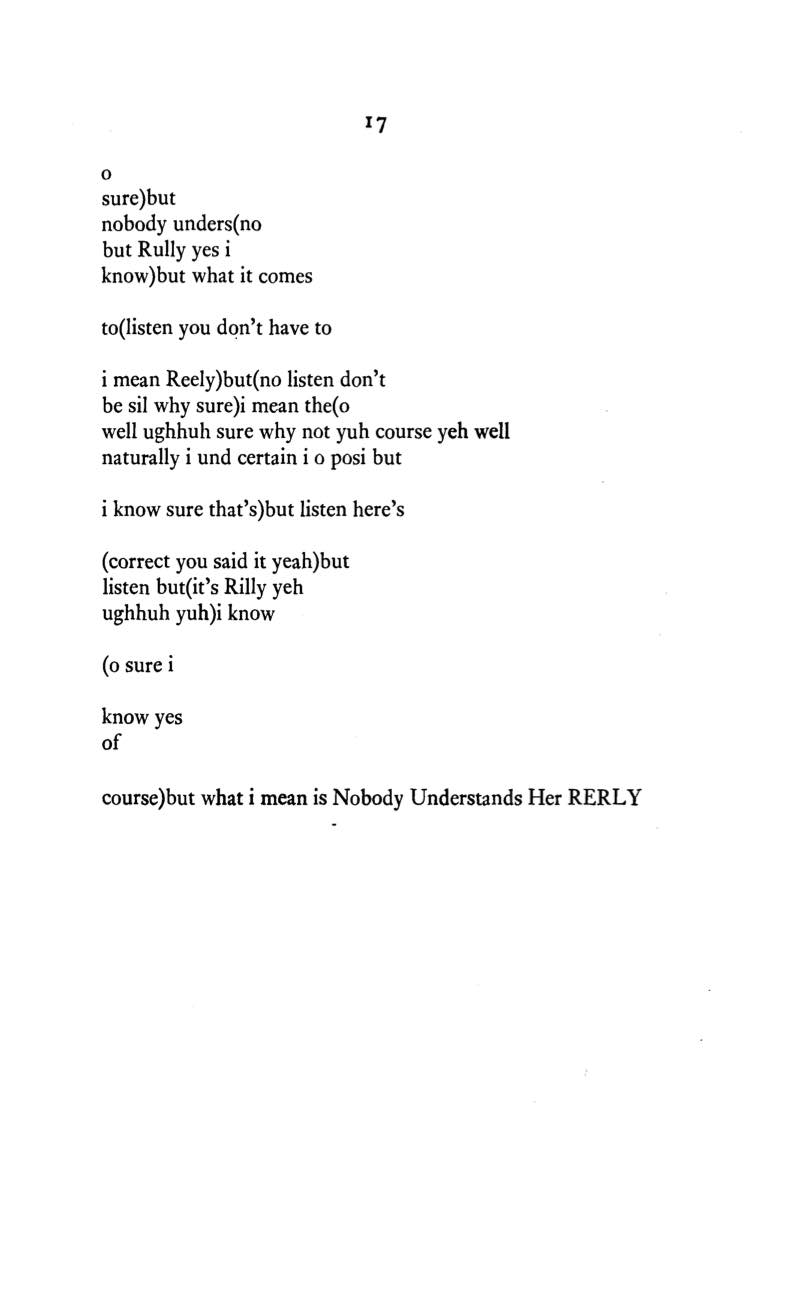 17
o
sure)but
nobody unders(no
but Rully yes i
know)but what it comes
to(listen you don't have to
i mean Reely)but(no listen don't
be sil why sure)i mean the(o
well ughhuh sure why not yuh course yeh well
naturally i und certain i o posi but
i know sure that's)but listen here's
(correct you said it yeah)but
listen but(it's Rilly yeh
ughhuh yuh)i know
(o sure i
know yes
of
course)but what i mean is Nobody Understands Her RERLY